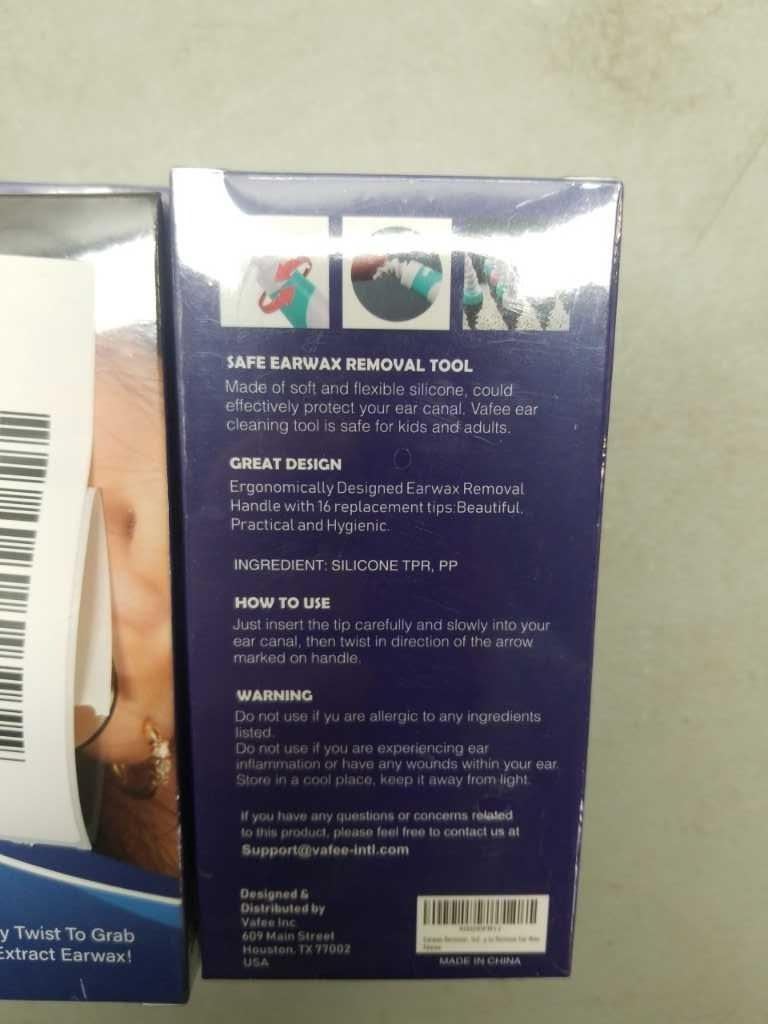 SAFE EARWAX REMOVAL TOOL
Made of soft and flexible silicone, could
effectively protect your ear canal. Vafee ear
cleaning tool is safe for kids and adults.
GREAT DESIGN
Ergonomically Designed Earwax Removal
Handle with 16 replacement tips:Beautiful,
Practical and Hygienic.
INGREDIENT: SILICONE TPR, PP
HOW TO USE
Just insert the tip carefully and slowly into your
ear canal, then twist in direction of the arrow
marked on handle.
WARNING
Do not use if yu are allergic to any ingredients
listed.
Do not use if you are experiencing ear
inflammation or have any wounds within your ear.
Store in a cool place, keep it away from light.
If you have any questions or concerns related
to this product, please feel free to contact us at
Support@vafee-intl.com
Designed &
Distributed by
Vafee Inc.
609 Main Street
Houston, TX 77002
USA
MADE IN CHINA
y Twist To Grab
Extract Earwax!